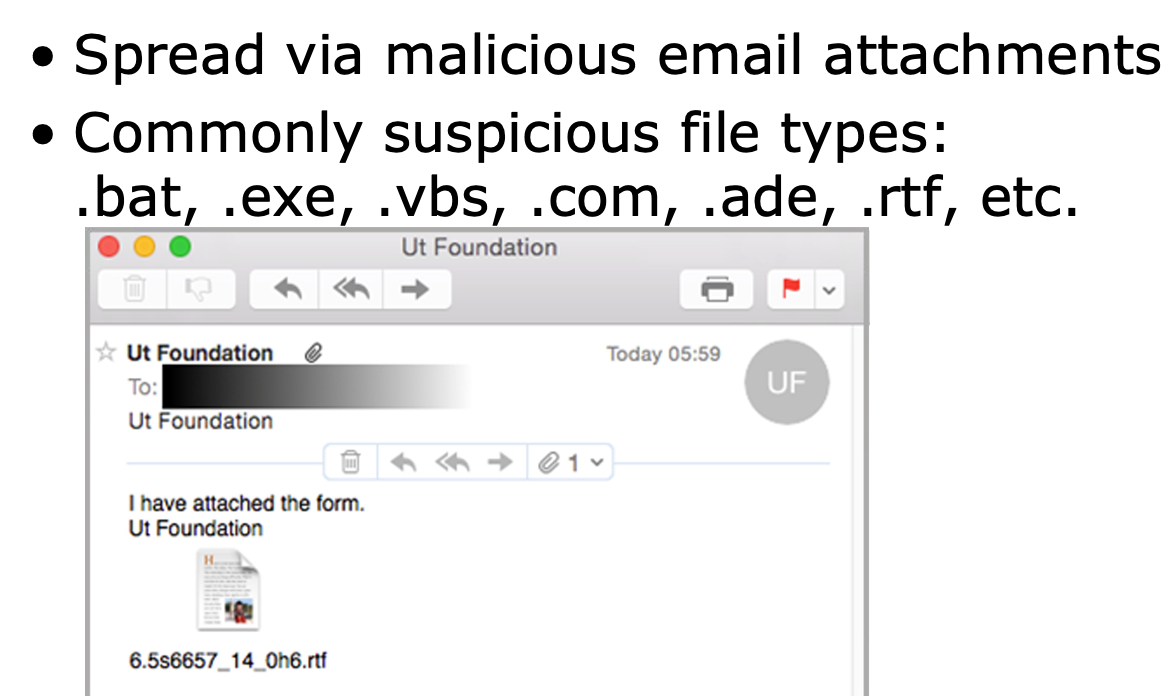 • Spread via malicious email attachments
• Commonly suspicious file types:
.bat, .exe, .vbs, .com, .ade, .rtf, etc.
Ut Foundation
Ut Foundation Today 05:59
UF
To:
Ut Foundation
1
I have attached the form.
Ut Foundation
6.5s6657_14_0h6.rtf